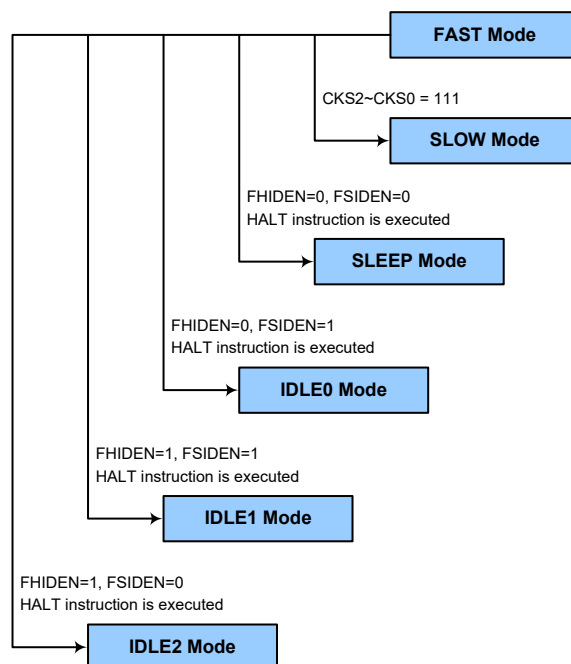 FAST Mode
CKS2~CKS0 = 111
SLOW Mode
FHIDEN=0, FSIDEN=0
HALT instruction is executed
SLEEP Mode
FHIDEN=0, FSIDEN=1
HALT instruction is executed
IDLE0 Mode
FHIDEN=1, FSIDEN=1
HALT instruction is executed
IDLE1 Mode
FHIDEN=1, FSIDEN=0
HALT instruction is executed
IDLE2 Mode